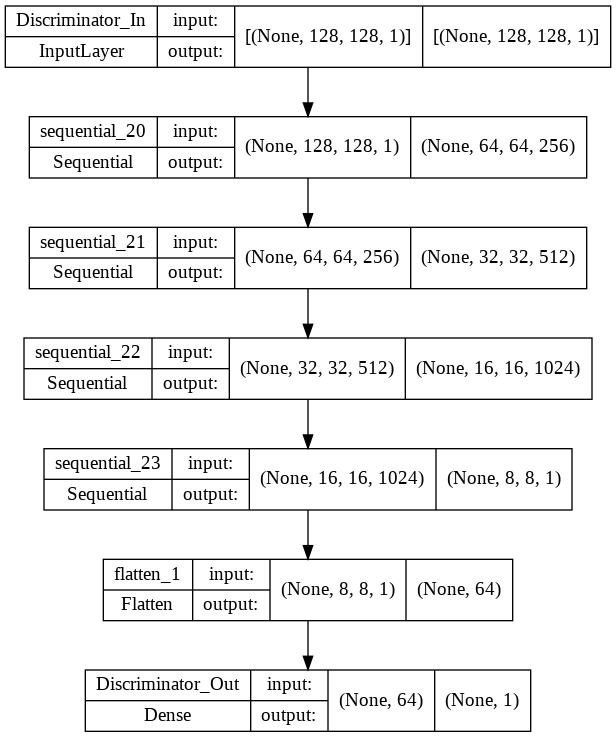 Discriminator_In input: [(None, 128, 128, 1)] [(None, 128, 128, 1)]
InputLayer output:
sequential_20 input: (None, 128, 128, 1) (None, 64, 64, 256)
Sequential output:
sequential_21 input: (None, 64, 64, 256) (None, 32, 32, 512)
Sequential output:
sequential_22 input: (None, 32, 32, 512) (None, 16, 16, 1024)
Sequential output:
sequential_23 input: (None, 16, 16, 1024) (None, 8, 8, 1)
Sequential output:
flatten_1 input: (None, 8, 8, 1) (None, 64)
Flatten output:
Discriminator_Out input: (None, 64) (None, 1)
Dense output: